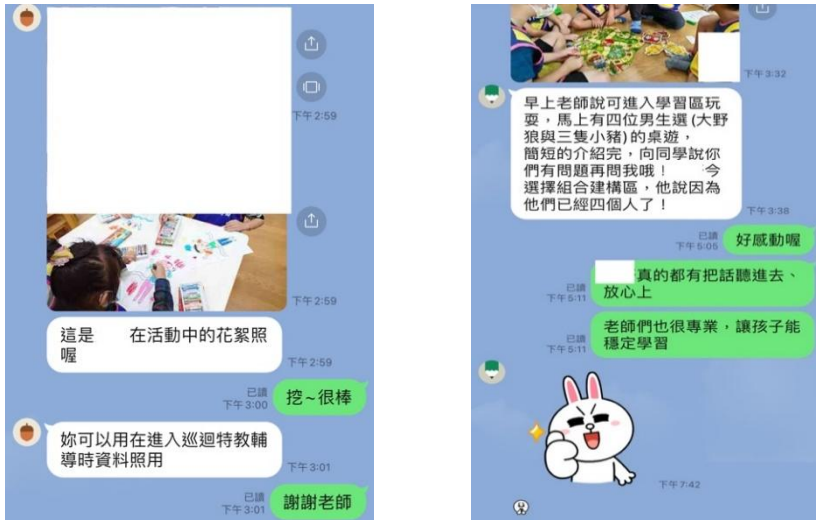 下午 2:59
下午 2:59
這是 在活動中的花絮照
喔
下午 2:59
已讀
下午 3:00
挖~很棒
妳可以用在進入巡迴特教輔
導時資料照用
下午 3:01
已讀
下午 3:01
謝謝老師
下午 3:32
早上老師說可進入學習區玩
耍，馬上有四位男生選(大野
狼與三隻小豬)的桌遊，
簡短的介紹完，向同學說你
們有問題再問我哦！ 今
選擇組合建構區，他說因為
他們已經四個人了！
下午 3:38
已讀
下午 5:05
好感動喔
已讀
下午 5:11
真的都有把話聽進去、
放心上
已讀
下午 5:11
老師們也很專業，讓孩子能
穩定學習
下午 7:42